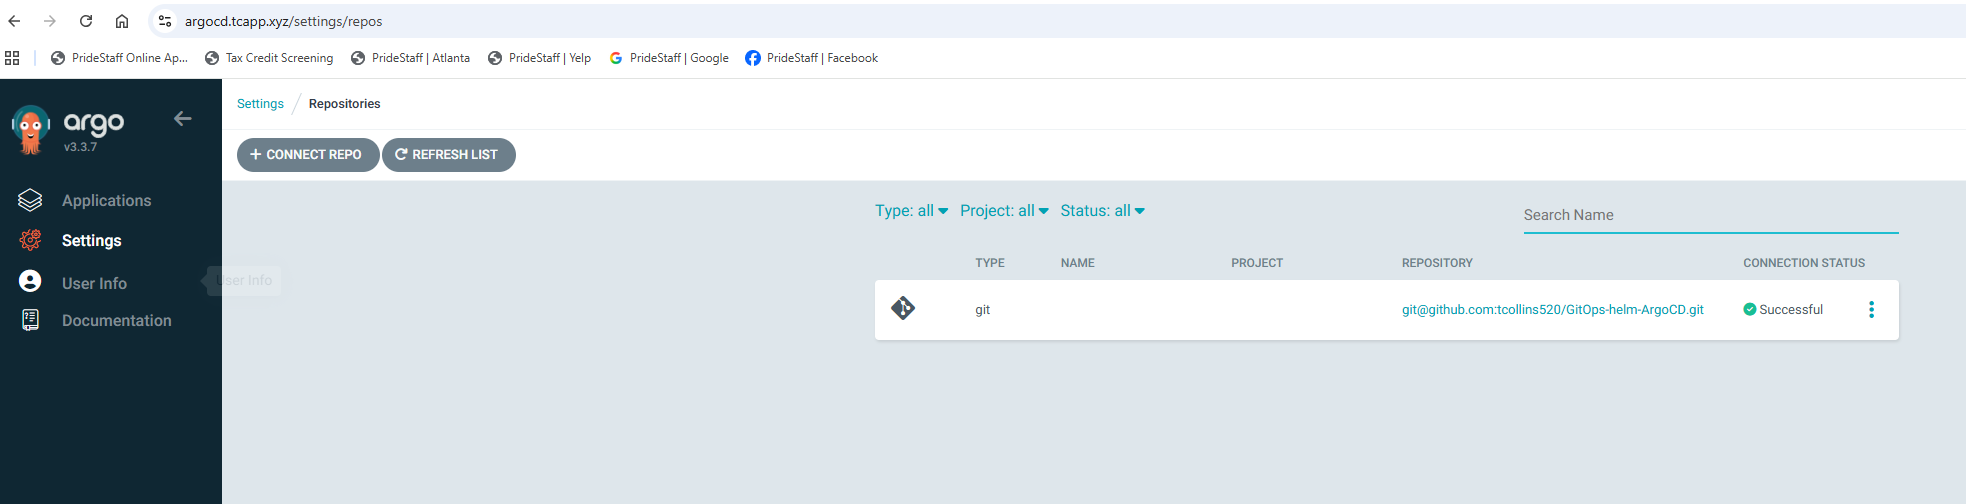 argocd.tcapp.xyz/settings/repos
PrideStaff Online Ap...
Tax Credit Screening
PrideStaff | Atlanta
PrideStaff | Yelp
PrideStaff | Google
PrideStaff | Facebook
argo
v3.3.7
Applications
Settings
User Info
Documentation
User Info
Settings / Repositories
+ CONNECT REPO
REFRESH LIST
Type: all Project: all Status: all
Search Name
TYPE NAME PROJECT REPOSITORY CONNECTION STATUS
git git@github.com:tcollins520/GitOps-helm-ArgoCD.git Successful